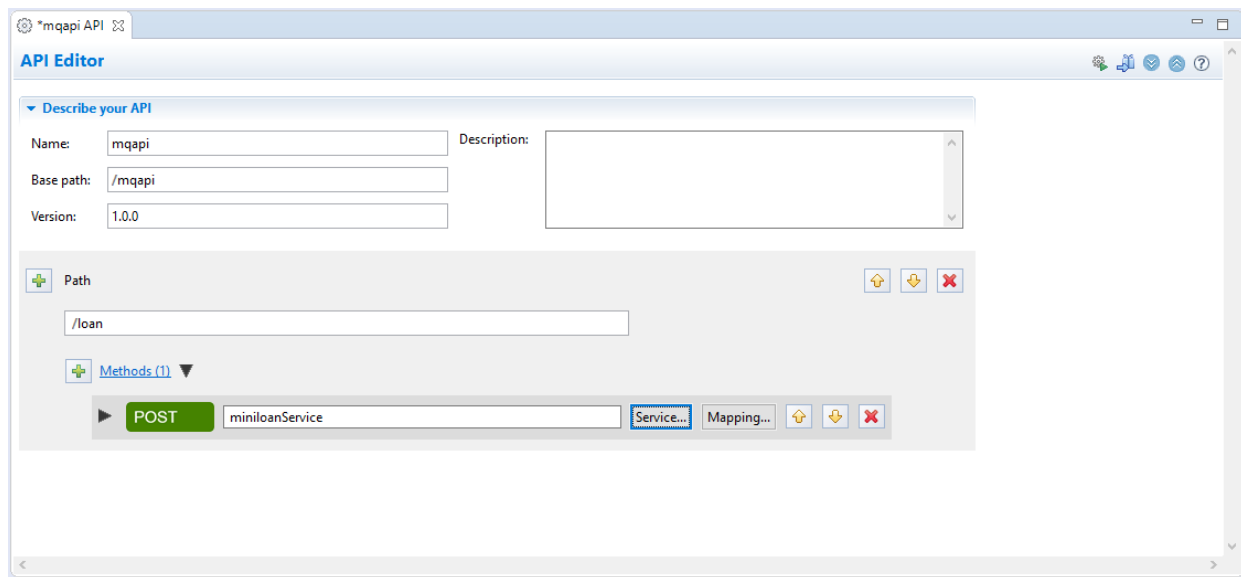 *mqapi API
API Editor
Describe your API
Name: mqapi Description:
Base path: /mqapi
Version: 1.0.0
Path
/loan
Methods (1)
POST miniloanService Service... Mapping...